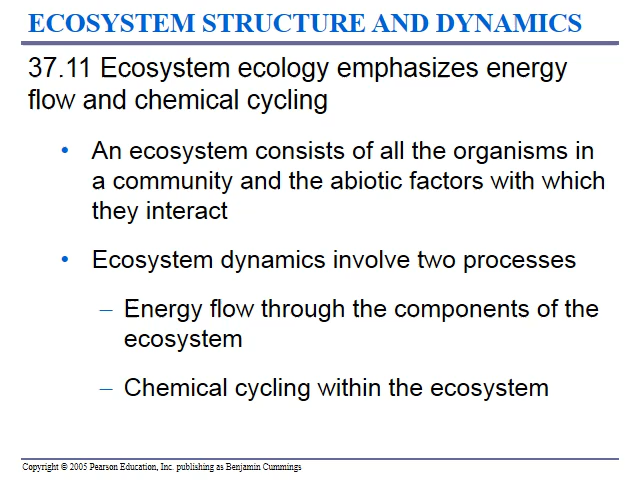 ECOSYSTEM STRUCTURE AND DYNAMICS
37.11 Ecosystem ecology emphasizes energy
flow and chemical cycling
• An ecosystem consists of all the organisms in
a community and the abiotic factors with which
they interact
• Ecosystem dynamics involve two processes
– Energy flow through the components of the
ecosystem
– Chemical cycling within the ecosystem
Copyright © 2005 Pearson Education, Inc. publishing as Benjamin Cummings